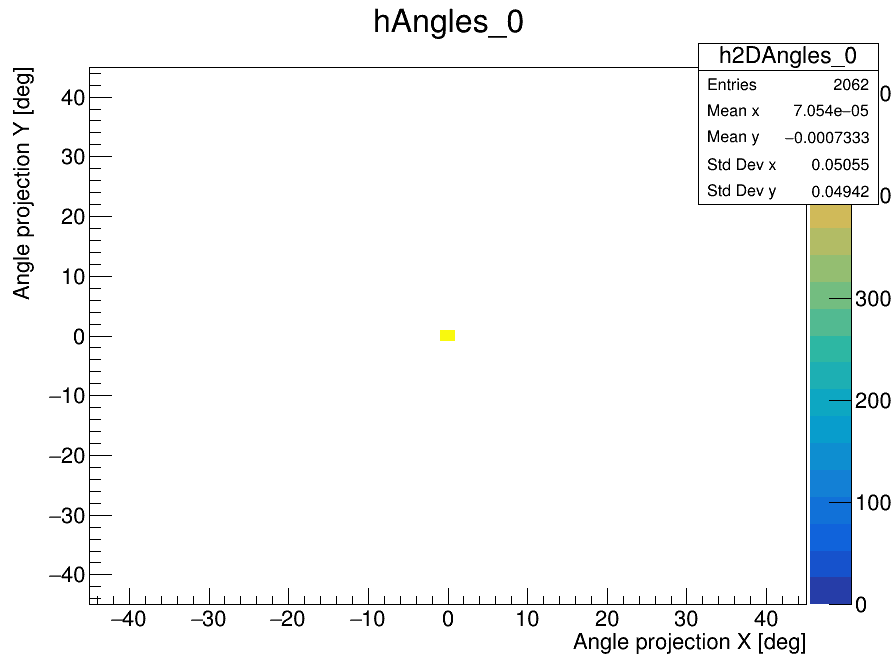 hAngles_0
h2DAngles_0
Entries 2062
Mean x 7.054e−05
Mean y −0.0007333
Std Dev x 0.05055
Std Dev y 0.04942
Angle projection Y [deg]
40
30
20
10
0
−10
−20
−30
−40
−40 −30 −20 −10 0 10 20 30 40
Angle projection X [deg]
0
0
300
200
100
0